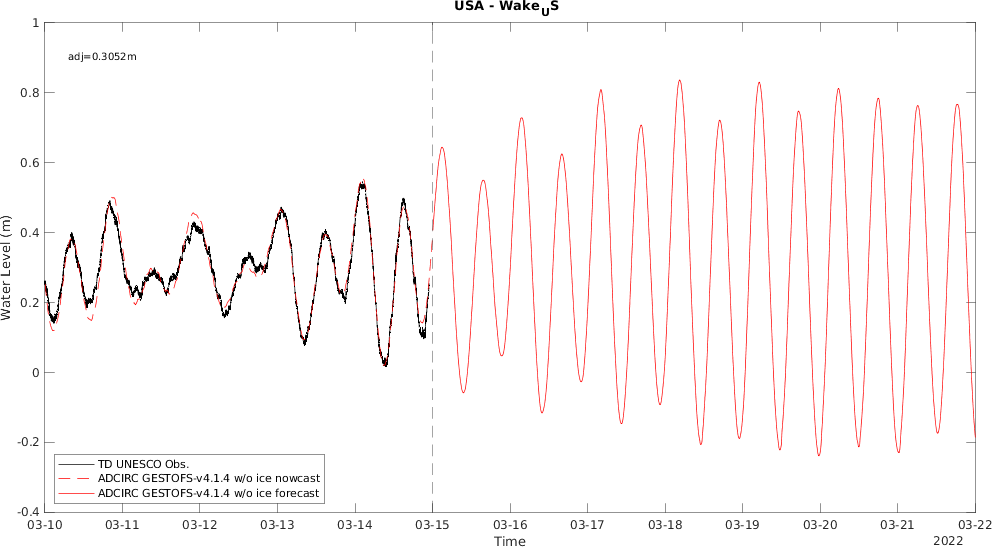 USA - WakeUS
adj=0.3052m
1
0.8
0.6
0.4
0.2
0
-0.2
-0.4
Water Level (m)
TD UNESCO Obs.
ADCIRC GESTOFS-v4.1.4 w/o ice nowcast
ADCIRC GESTOFS-v4.1.4 w/o ice forecast
03-10 03-11 03-12 03-13 03-14 03-15 03-16 03-17 03-18 03-19 03-20 03-21 03-22
Time
2022